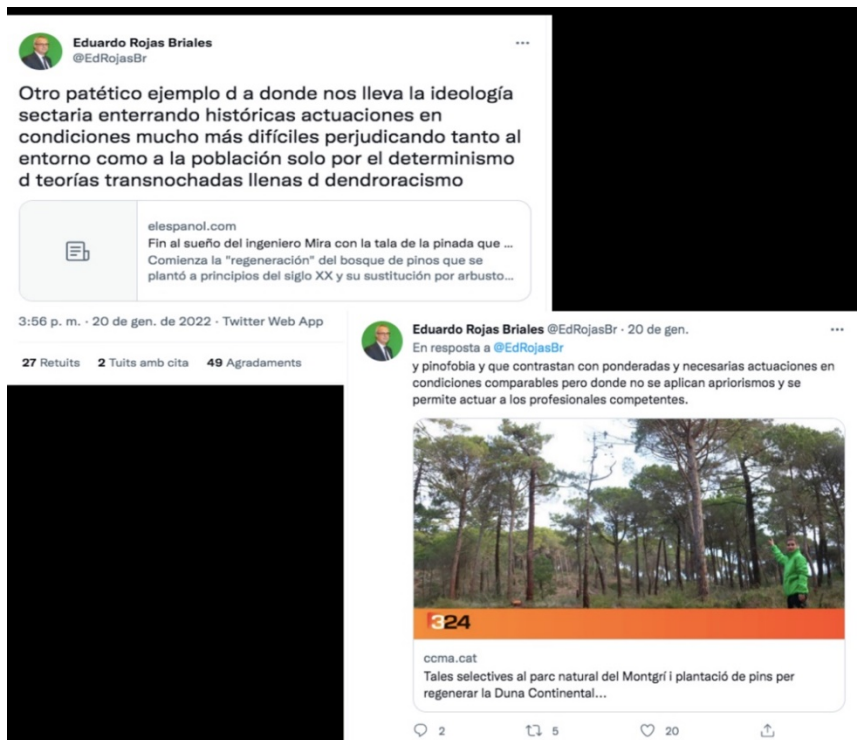 Eduardo Rojas Briales
@EdRojasBr
Otro patético ejemplo d a donde nos lleva la ideología
sectaria enterrando históricas actuaciones en
condiciones mucho más difíciles perjudicando tanto al
entorno como a la población solo por el determinismo
d teorías transnochadas llenas d dendroracismo
elespanol.com
Fin al sueño del ingeniero Mira con la tala de la pinada que ...
Comienza la "regeneración" del bosque de pinos que se
plantó a principios del siglo XX y su sustitución por arbusto...
3:56 p. m. · 20 de gen. de 2022 · Twitter Web App
27 Retuits 2 Tuits amb cita 49 Agradaments
Eduardo Rojas Briales @EdRojasBr · 20 de gen.
En resposta a @EdRojasBr
y pinofobia y que contrastan con ponderadas y necesarias actuaciones en
condiciones comparables pero donde no se aplican apriorismos y se
permite actuar a los profesionales competentes.
324
ccma.cat
Tales selectives al parc natural del Montgrí i plantació de pins per
regenerar la Duna Continental...
2 5 20